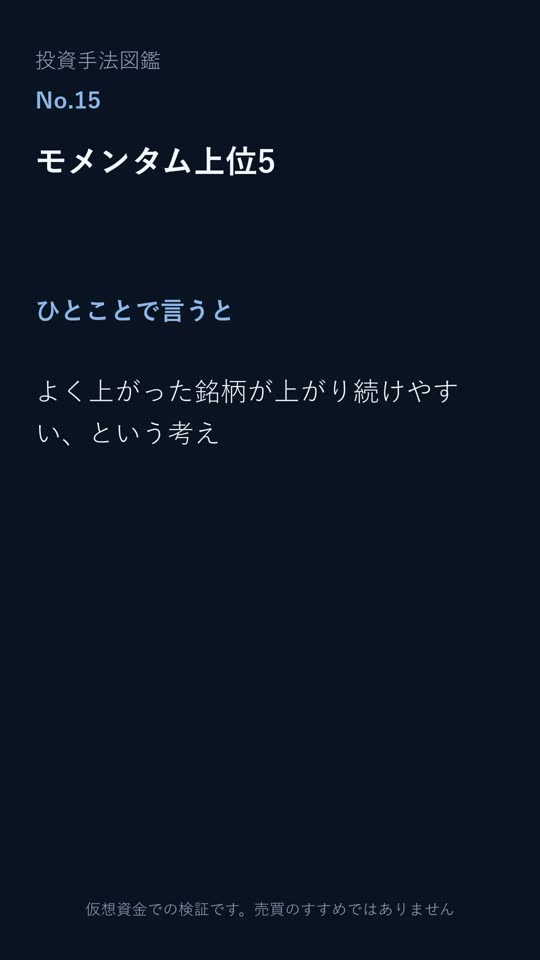 投資手法図鑑
No.15
モメンタム上位5
ひとことで言うと
よく上がった銘柄が上がり続けやす
い、という考え
仮想資金での検証です。売買のすすめではありません